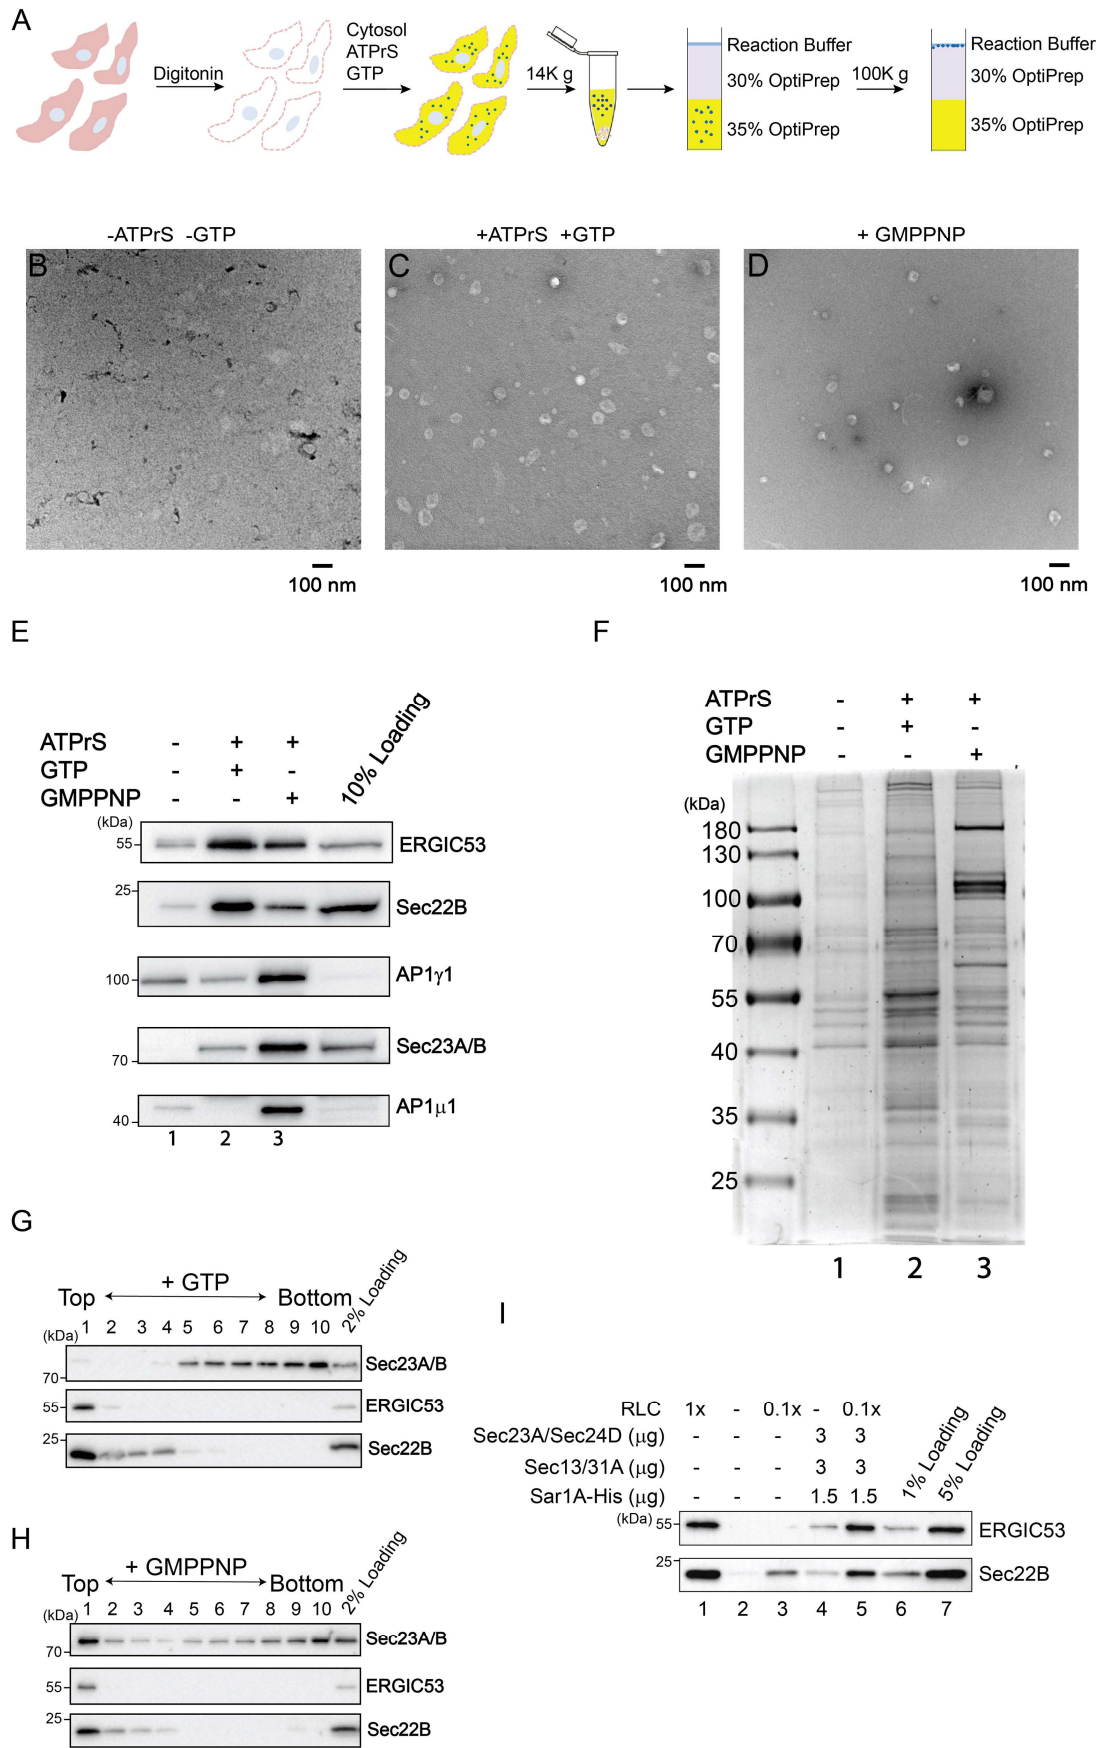 A
Digitonin
Cytosol
ATPrS
GTP
14K g
Reaction Buffer
30% OptiPrep
35% OptiPrep
100K g
Reaction Buffer
30% OptiPrep
35% OptiPrep
-ATPrS -GTP
+ATPrS +GTP
+ GMPPNP
B
C
D
100 nm
100 nm
100 nm
E
ATPrS - + +
GTP - + -
GMPPNP - - +
10% Loading
(kDa)
55
ERGIC53
25
Sec22B
100
AP1γ1
70
Sec23A/B
40
AP1μ1
1 2 3
F
ATPrS - + +
GTP - + -
GMPPNP - - +
(kDa)
180
130
100
70
55
40
35
25
1 2 3
G
+ GTP
Top Bottom
1 2 3 4 5 6 7 8 9 10 2% Loading
(kDa)
70
Sec23A/B
55
ERGIC53
25
Sec22B
H
+ GMPPNP
Top Bottom
1 2 3 4 5 6 7 8 9 10 2% Loading
(kDa)
70
Sec23A/B
55
ERGIC53
25
Sec22B
I
RLC 1x - 0.1x - 0.1x
Sec23A/Sec24D (μg) - - - 3 3
Sec13/31A (μg) - - - 3 3
Sar1A-His (μg) - - - 1.5 1.5
1% Loading
5% Loading
(kDa)
55
ERGIC53
25
Sec22B
1 2 3 4 5 6 7